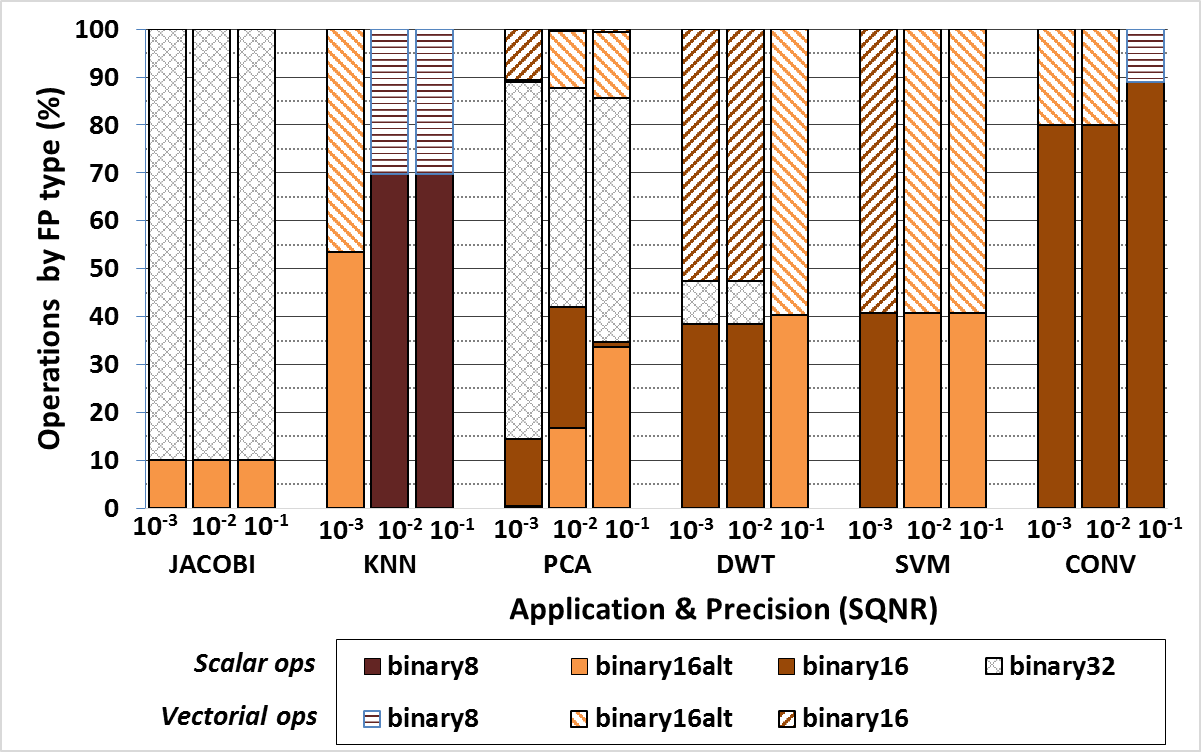 Operations by FP type (%)
100
90
80
70
60
50
40
30
20
10
0
10-3 10-2 10-1 10-3 10-2 10-1 10-3 10-2 10-1 10-3 10-2 10-1 10-3 10-2 10-1 10-3 10-2 10-1
JACOBI KNN PCA DWT SVM CONV
Application & Precision (SQNR)
Scalar ops binary8 binary16alt binary16 binary32
Vectorial ops binary8 binary16alt binary16